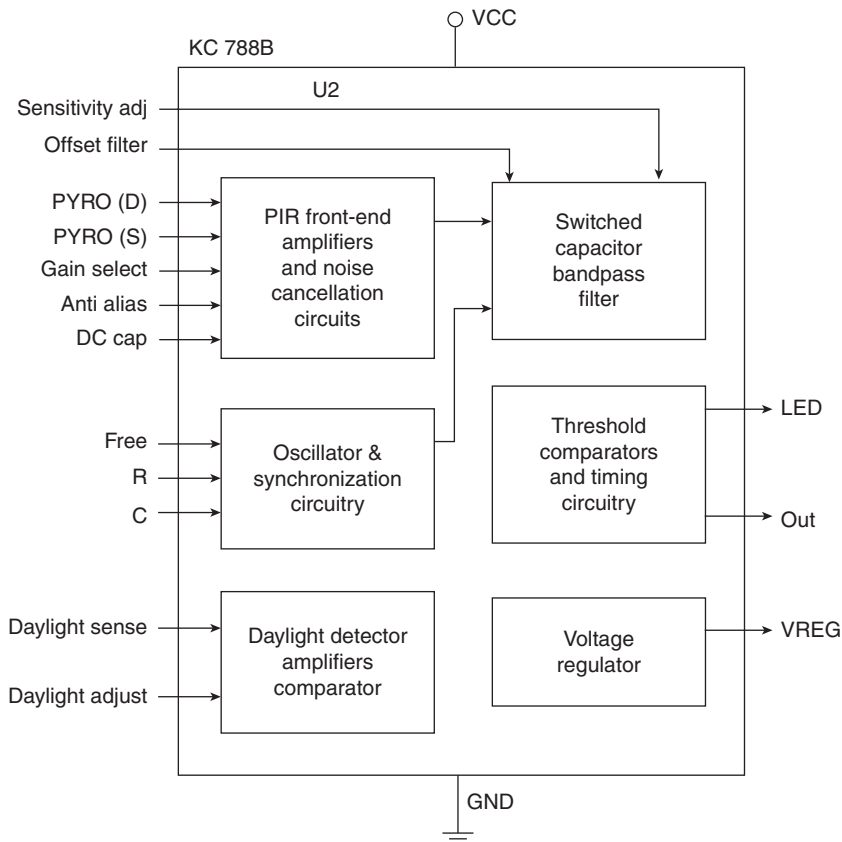 VCC
KC 788B
U2
Sensitivity adj
Offset filter
PYRO (D)
PYRO (S)
Gain select
Anti alias
DC cap
PIR front-end
amplifiers
and noise
cancellation
circuits
Switched
capacitor
bandpass
filter
Free
R
C
Oscillator &
synchronization
circuitry
Threshold
comparators
and timing
circuitry
LED
Out
Daylight sense
Daylight adjust
Daylight detector
amplifiers
comparator
Voltage
regulator
VREG
GND